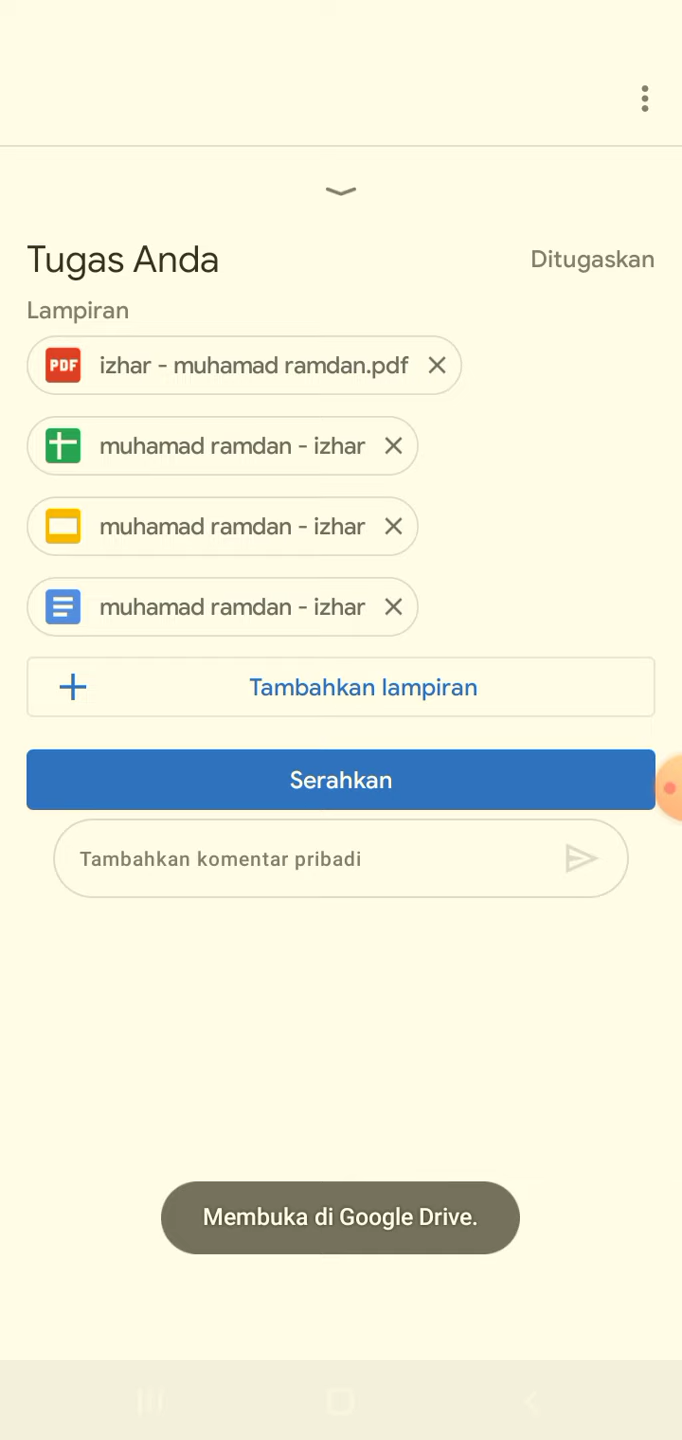 Tugas Anda
Ditugaskan
Lampiran
PDF izhar - muhamad ramdan.pdf
muhamad ramdan - izhar
muhamad ramdan - izhar
muhamad ramdan - izhar
Tambahkan lampiran
Serahkan
Tambahkan komentar pribadi
Membuka di Google Drive.